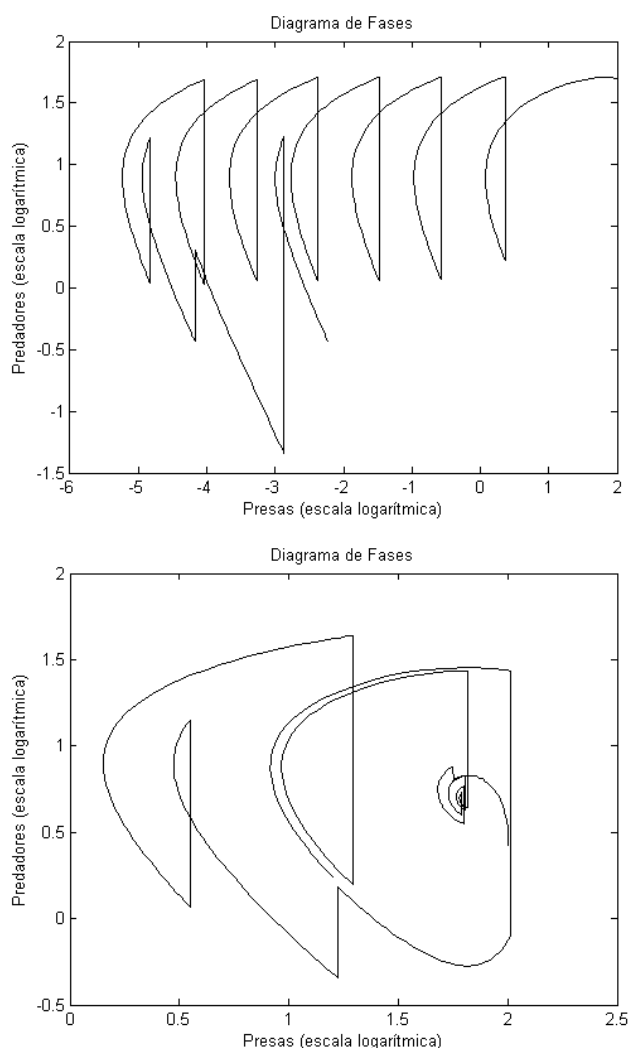 Diagrama de Fases
2
1.5
1
0.5
0
-0.5
-1
-1.5
-6 -5 -4 -3 -2 -1 0 1 2
Predadores (escala logarítmica)
Presas (escala logarítmica)
Diagrama de Fases
2
1.5
1
0.5
0
-0.5
0 0.5 1 1.5 2 2.5
Predadores (escala logarítmica)
Presas (escala logarítmica)